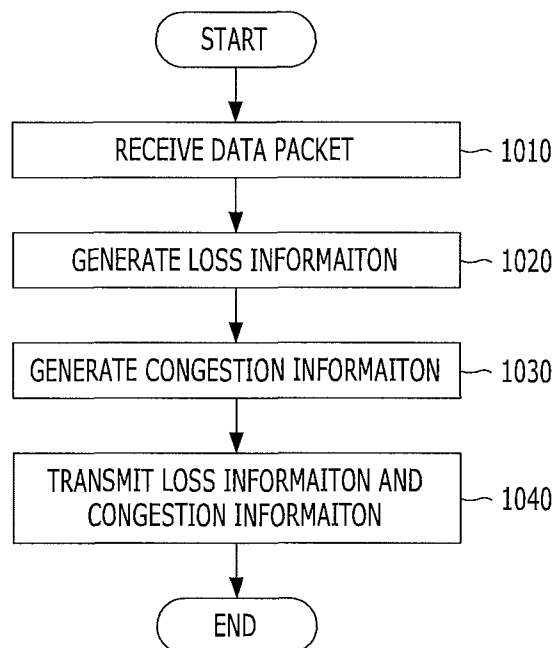 START
RECEIVE DATA PACKET
1010
GENERATE LOSS INFORMAITON
1020
GENERATE CONGESTION INFORMAITON
1030
TRANSMIT LOSS INFORMAITON AND
CONGESTION INFORMAITON
1040
END